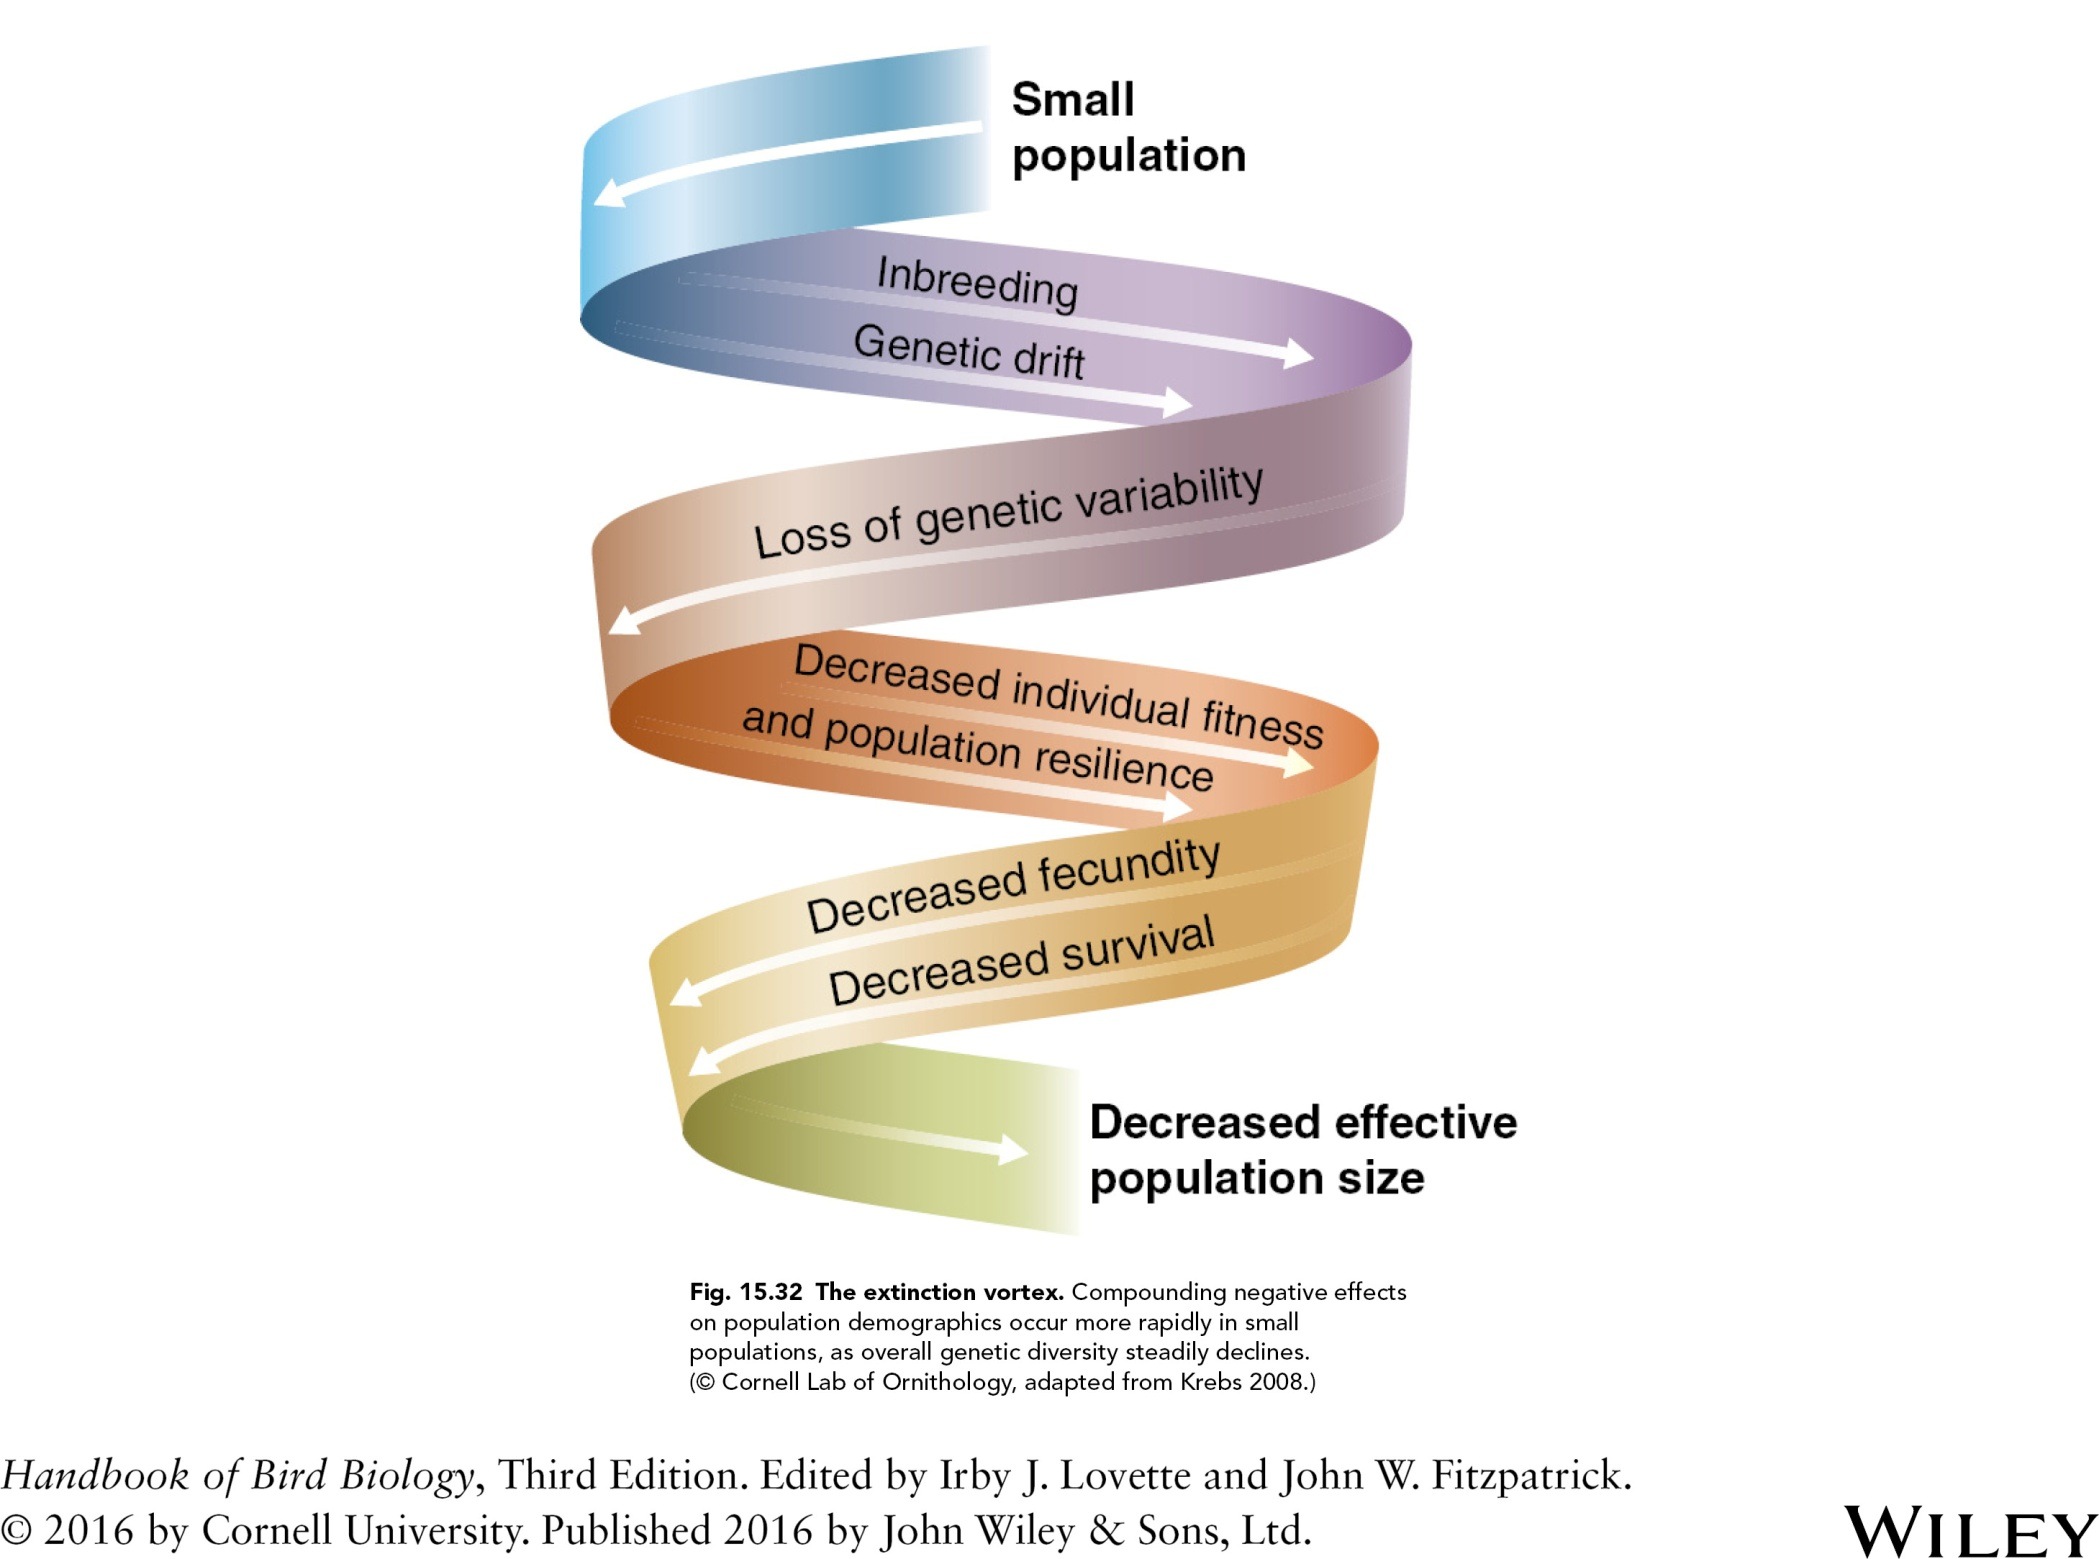 Small
population
Inbreeding
Genetic drift
Loss of genetic variability
Decreased individual fitness
and population resilience
Decreased fecundity
Decreased survival
Decreased effective
population size
Fig. 15.32 The extinction vortex. Compounding negative effects
on population demographics occur more rapidly in small
populations, as overall genetic diversity steadily declines.
(© Cornell Lab of Ornithology, adapted from Krebs 2008.)
Handbook of Bird Biology, Third Edition. Edited by Irby J. Lovette and John W. Fitzpatrick.
© 2016 by Cornell University. Published 2016 by John Wiley & Sons, Ltd.
WILEY